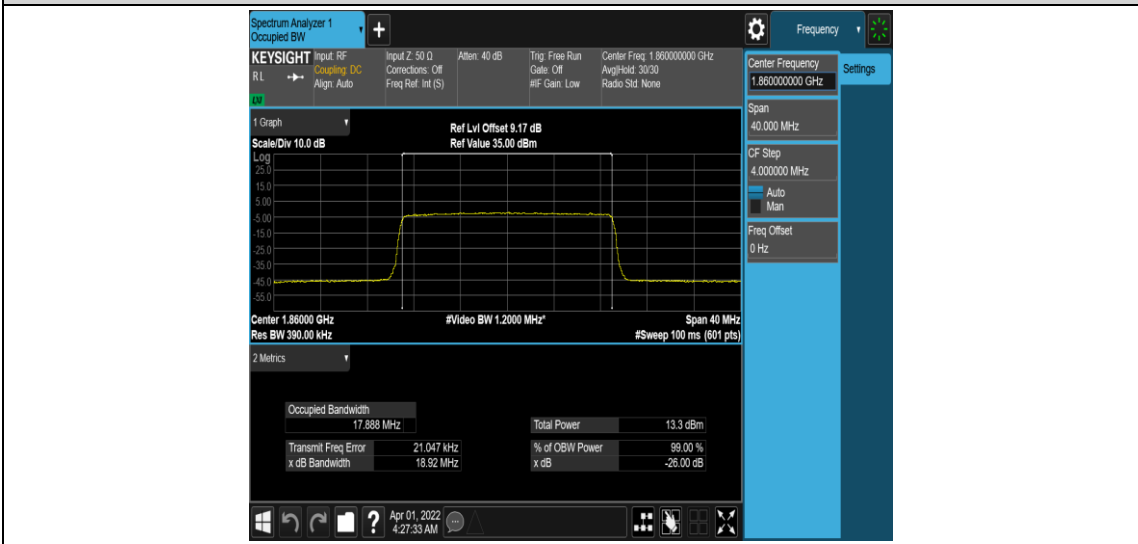 Spectrum Analyzer 1
Occupied BW
+
Frequency
KEYSIGHT Input: RF
R L
Coupling: DC
Align: Auto
LXI
Input Z: 50 Ω
Corrections: Off
Freq Ref: Int (S)
Atten: 40 dB
Trig: Free Run
Gate: Off
#IF Gain: Low
Center Freq: 1.860000000 GHz
Avg|Hold: 30/30
Radio Std: None
Center Frequency
1.860000000 GHz
Settings
Span
40.000 MHz
CF Step
4.000000 MHz
Auto
Man
Freq Offset
0 Hz
1 Graph
Ref Lvl Offset 9.17 dB
Scale/Div 10.0 dB
Ref Value 35.00 dBm
Log
25.0
15.0
5.00
-5.00
-15.0
-25.0
-35.0
-45.0
-55.0
Center 1.86000 GHz
#Video BW 1.2000 MHz*
Span 40 MHz
Res BW 390.00 kHz
#Sweep 100 ms (601 pts)
2 Metrics
Occupied Bandwidth
17.888 MHz
Total Power 13.3 dBm
Transmit Freq Error 21.047 kHz
% of OBW Power 99.00 %
x dB Bandwidth 18.92 MHz
x dB -26.00 dB
?
Apr 01, 2022
4:27:33 AM